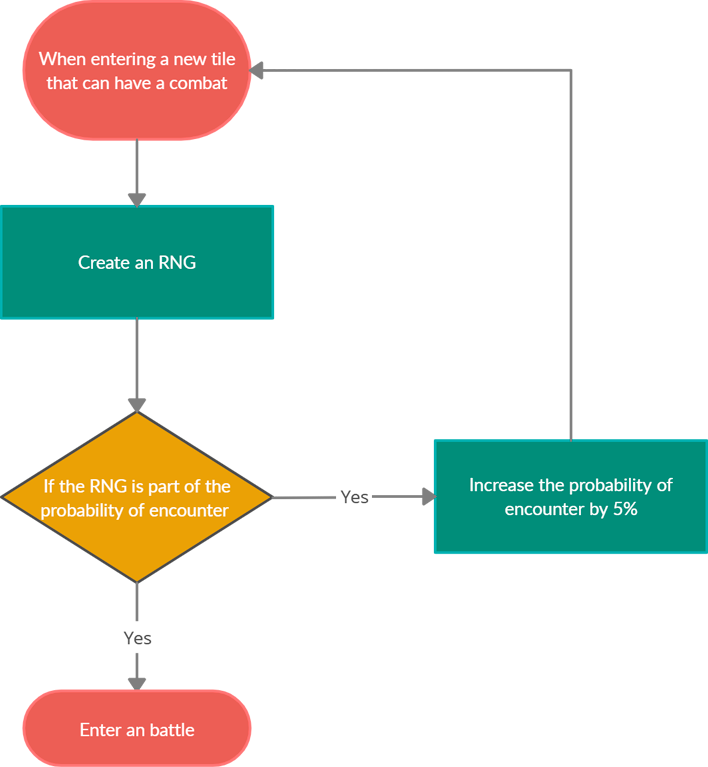 When entering a new tile
that can have a combat
Create an RNG
If the RNG is part of the
probability of encounter
Yes
Increase the probability of
encounter by 5%
Yes
Enter an battle